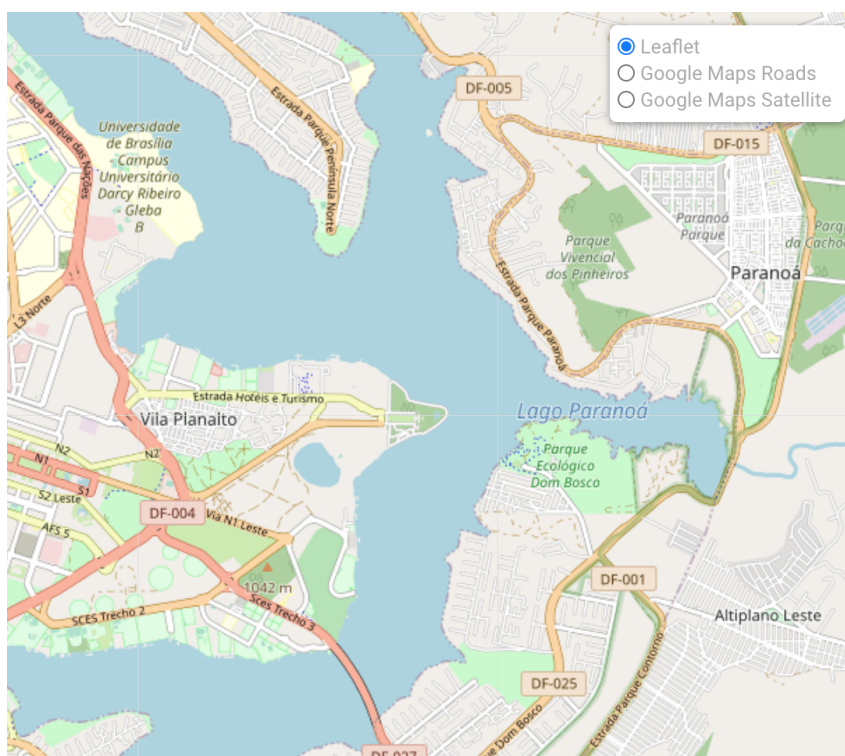 Leaflet
Google Maps Roads
Google Maps Satellite
DF-005
DF-015
Estrada Parque Península Norte
Estrada Parque das Nações
Universidade
de Brasília
Campus
Universitário
Darcy Ribeiro
- Gleba
B
Paranoá
Parque
Parque
Vivencial
dos Pinheiros
Paranoá
Estrada Parque Paranoá
L3 Norte
Estrada Hotéis e Turismo
Vila Planalto
Lago Paranoá
Parque
Ecológico
Dom Bosco
N2
N2
N1
S1
S2 Leste
AFS 5
DF-004
Via N1 Leste
1042 m
SCES Trecho 2
Sces Trecho 3
DF-001
Altiplano Leste
DF-025
Estrada Parque Contorno
Dom Bosco